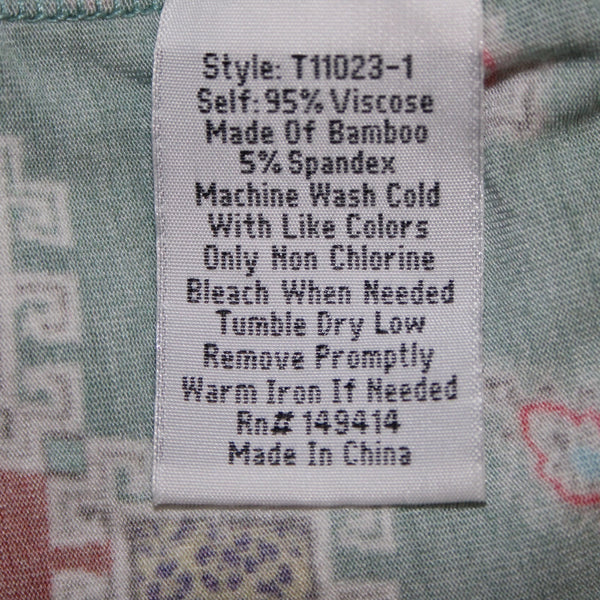 Style: T11023-1
Self: 95% Viscose
Made Of Bamboo
5% Spandex
Machine Wash Cold
With Like Colors
Only Non Chlorine
Bleach When Needed
Tumble Dry Low
Remove Promptly
Warm Iron If Needed
Rn# 149414
Made In China